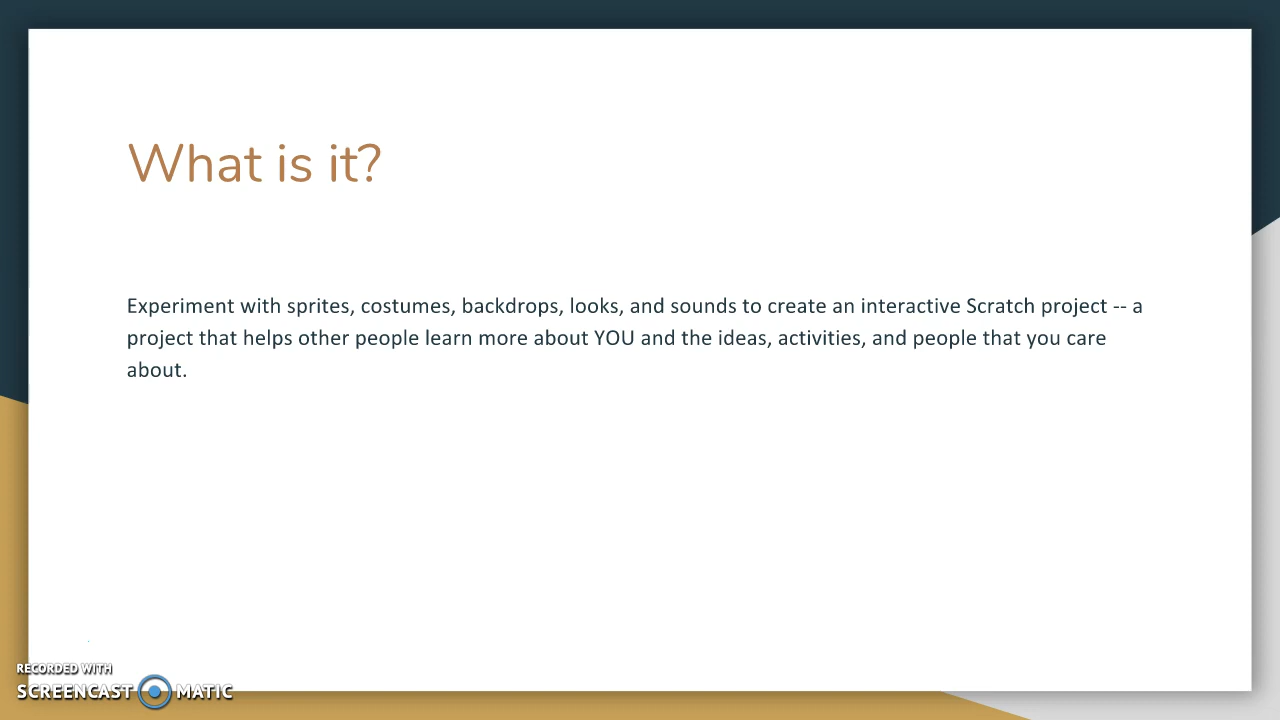 What is it?
Experiment with sprites, costumes, backdrops, looks, and sounds to create an interactive Scratch project -- a
project that helps other people learn more about YOU and the ideas, activities, and people that you care
about.
RECORDED WITH
SCREENCAST MATIC